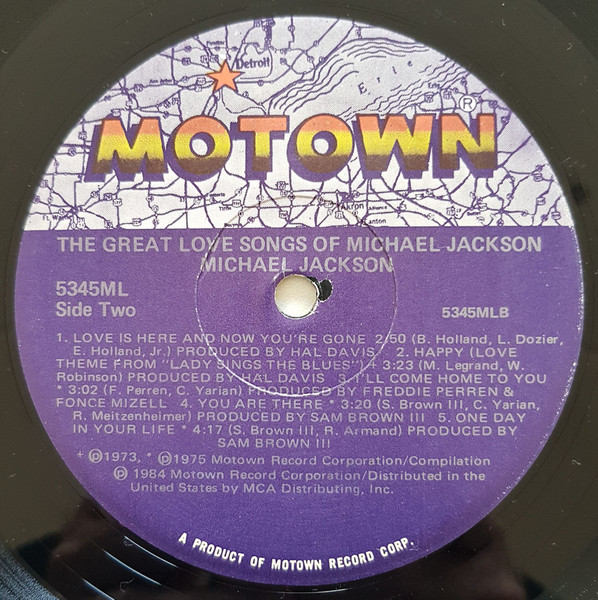 Detroit
Erie
MOTOWN®
Akron
THE GREAT LOVE SONGS OF MICHAEL JACKSON
MICHAEL JACKSON
5345ML
Side Two
5345MLB
1. LOVE IS HERE AND NOW YOU'RE GONE 2:50 (B. Holland, L. Dozier,
E. Holland, Jr.) PRODUCED BY HAL DAVIS 2. HAPPY (LOVE
THEME FROM "LADY SINGS THE BLUES") + 3:23 (M. Legrand, W.
Robinson) PRODUCED BY HAL DAVIS 3. I'LL COME HOME TO YOU
* 3:02 (F. Perren, C. Yarian) PRODUCED BY FREDDIE PERREN &
FONCE MIZELL 4. YOU ARE THERE * 3:20 (S. Brown III, C. Yarian,
R. Meitzenheimer) PRODUCED BY SAM BROWN III 5. ONE DAY
IN YOUR LIFE * 4:17 (S. Brown III, R. Armand) PRODUCED BY
SAM BROWN III
+ ℗1973, * ℗1975 Motown Record Corporation/Compilation
℗ 1984 Motown Record Corporation/Distributed in the
United States by MCA Distributing, Inc.
A PRODUCT OF MOTOWN RECORD CORP.